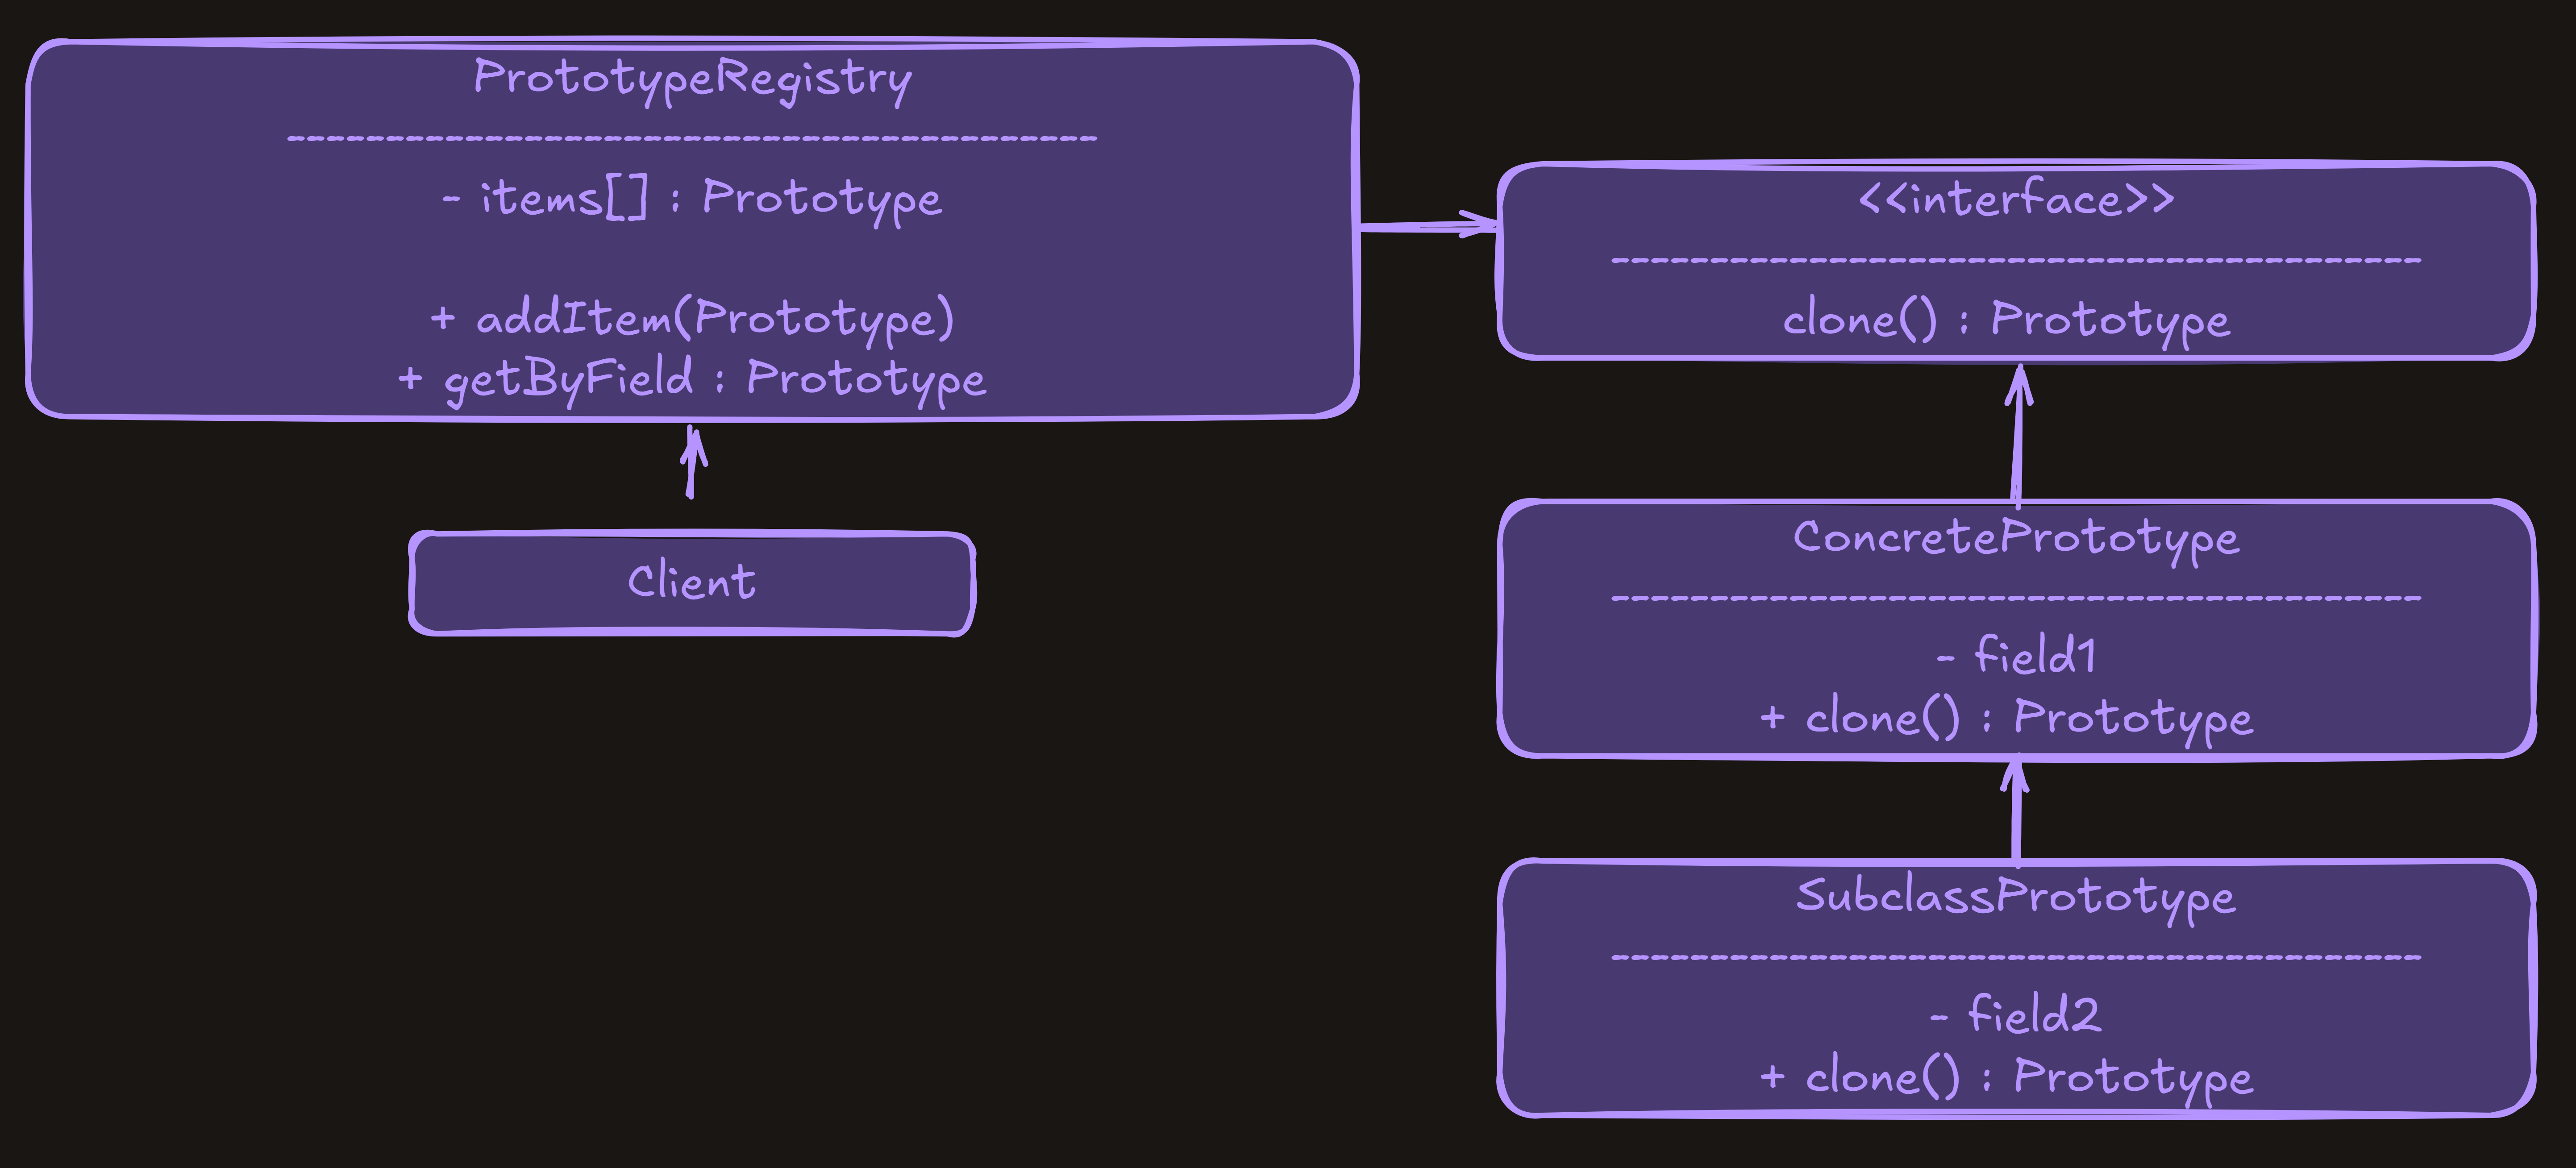 PrototypeRegistry
-----------------------------------------
- items[] : Prototype
+ addItem(Prototype)
+ getByField : Prototype
Client
<<interface>>
-----------------------------------------
clone() : Prototype
ConcretePrototype
-----------------------------------------
- field1
+ clone() : Prototype
SubclassPrototype
-----------------------------------------
- field2
+ clone() : Prototype